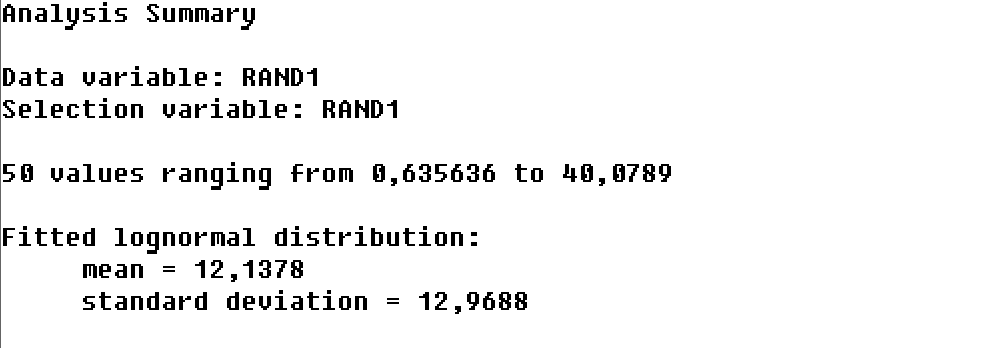 Analysis Summary
Data variable: RAND1
Selection variable: RAND1
50 values ranging from 0,635636 to 40,0789
Fitted lognormal distribution:
mean = 12,1378
standard deviation = 12,9688